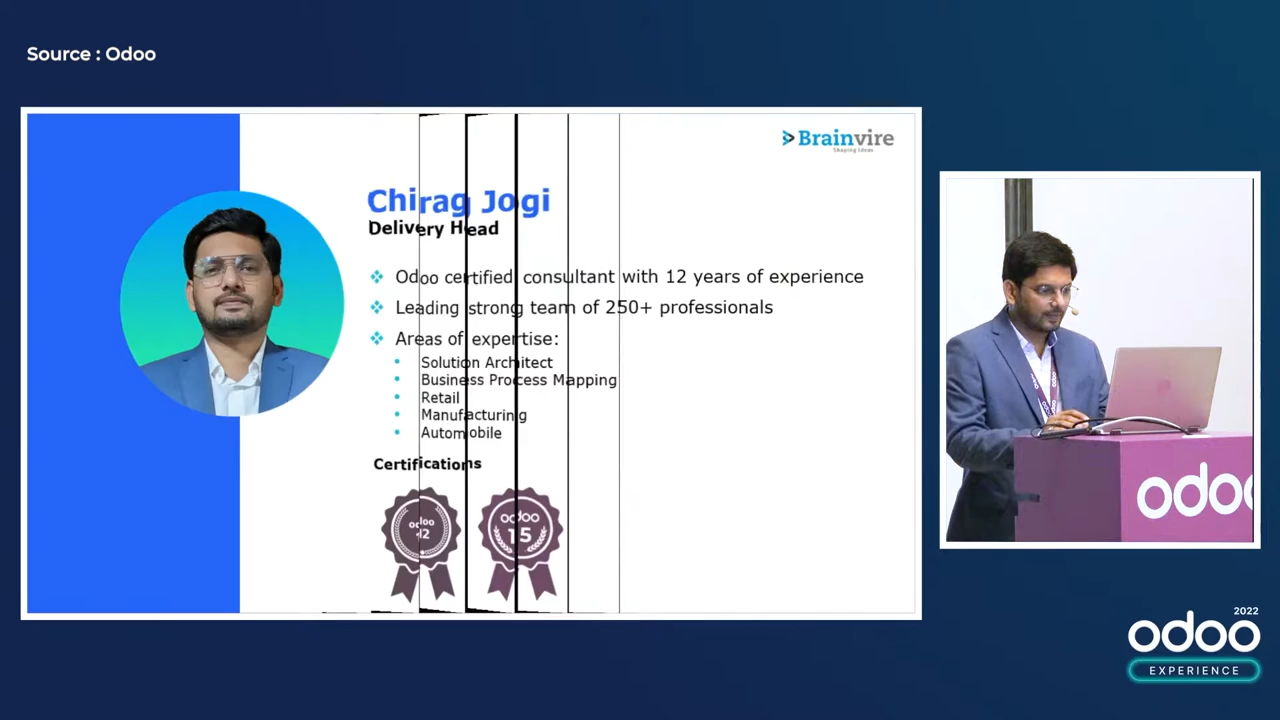 Source : Odoo
Brainvire
Shaping Ideas
Chirag Jogi
Delivery Head
Odoo certified consultant with 12 years of experience
Leading strong team of 250+ professionals
Areas of expertise:
Solution Architect
Business Process Mapping
Retail
Manufacturing
Automobile
Certifications
odoo
12
odoo
15
odoo
2022
odoo
EXPERIENCE